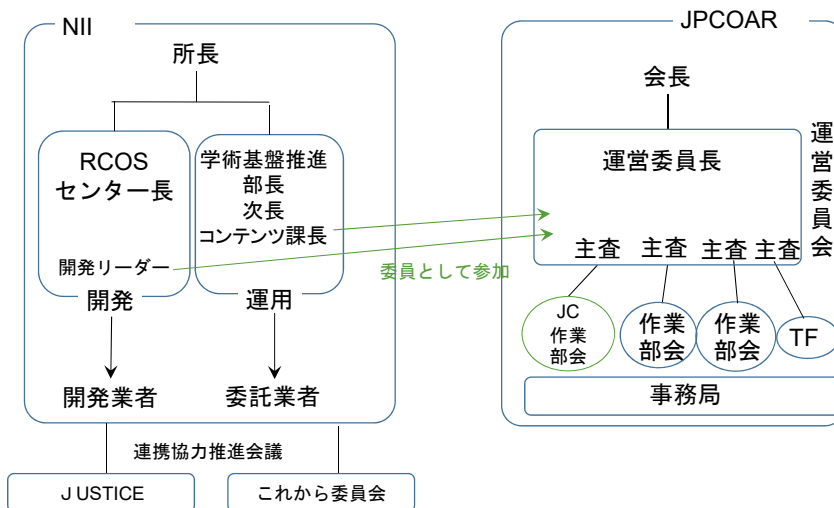 NII
所長
RCOS
センター長
開発リーダー
開発
学術基盤推進
部長
次長
コンテンツ課長
運用
開発業者
委託業者
連携協力推進会議
J USTICE
これから委員会
委員として参加
JPCOAR
会長
運営委員長
運営委員会
主査
主査
主査
主査
JC
作業
部会
作業
部会
作業
部会
TF
事務局